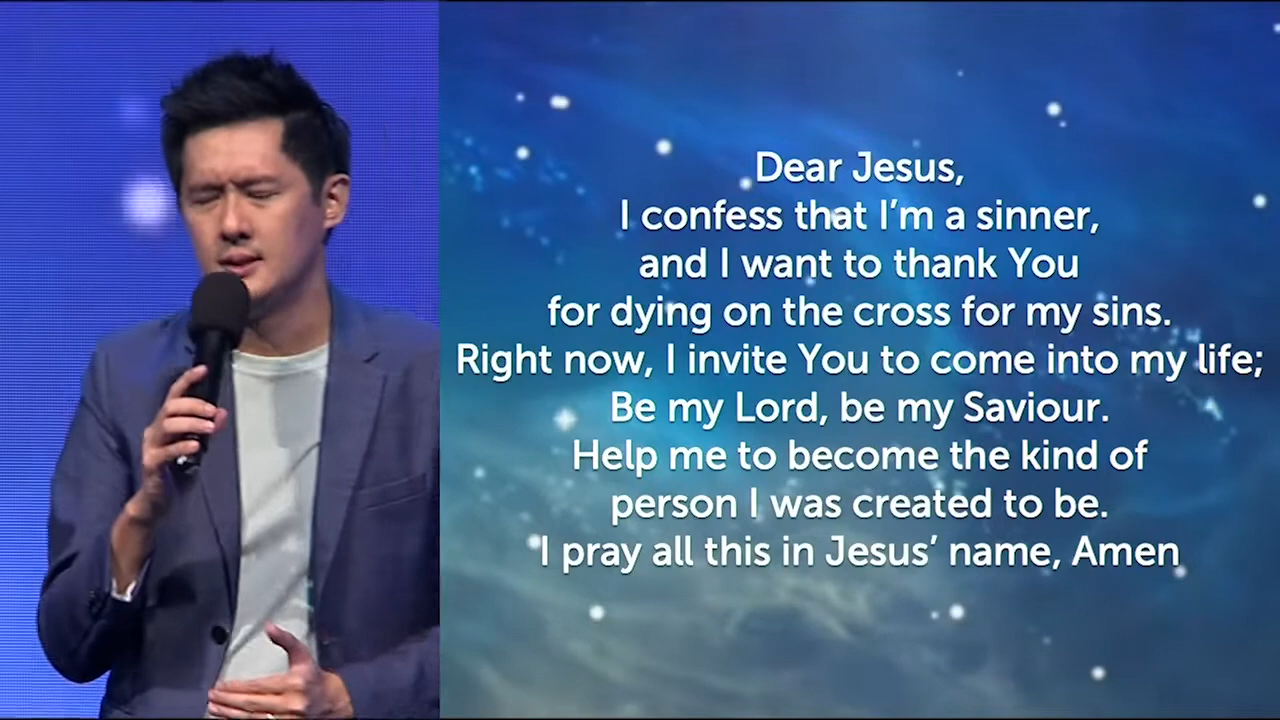 Dear Jesus,
I confess that I’m a sinner,
and I want to thank You
for dying on the cross for my sins.
Right now, I invite You to come into my life;
Be my Lord, be my Saviour.
Help me to become the kind of
person I was created to be.
I pray all this in Jesus’ name, Amen